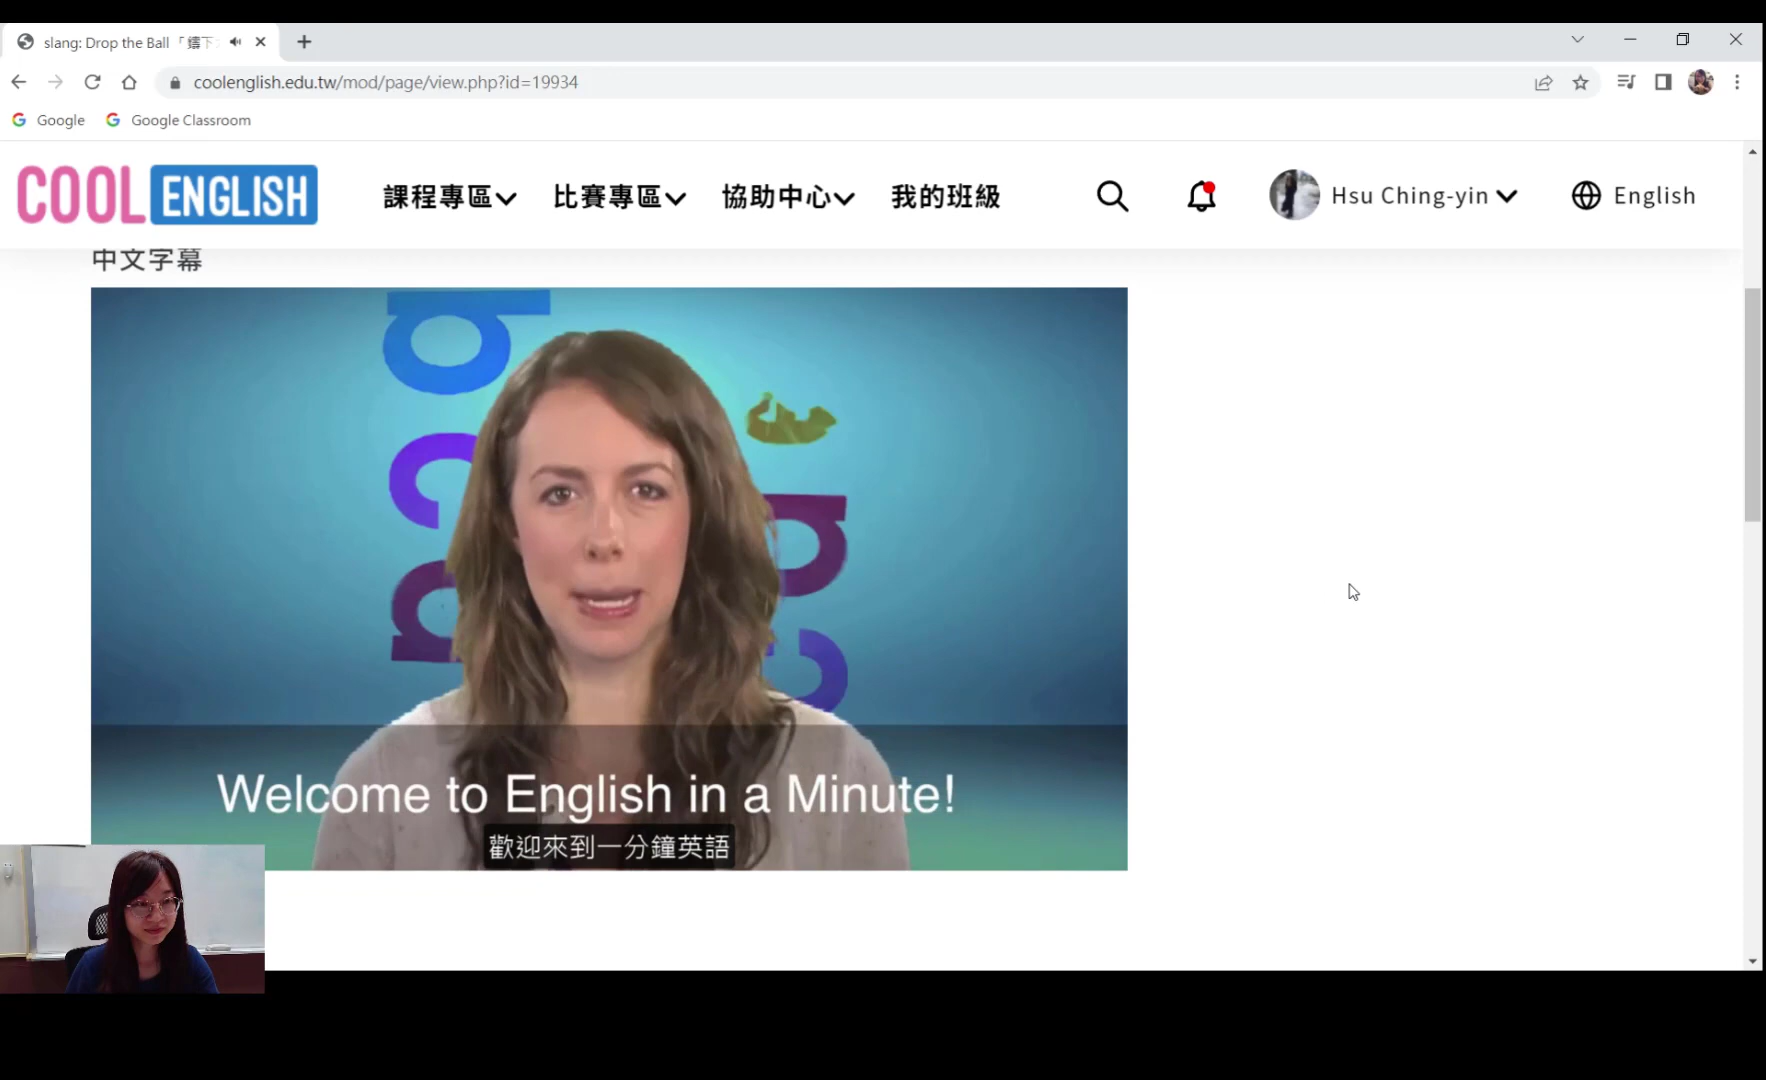 slang: Drop the Ball 「
coolenglish.edu.tw/mod/page/view.php?id=19934
Google Google Classroom
COOL ENGLISH 課程專區 比賽專區 協助中心 我的班級 Hsu Ching-yin English
中文字幕
Welcome to English in a Minute!
歡迎來到一分鐘英語